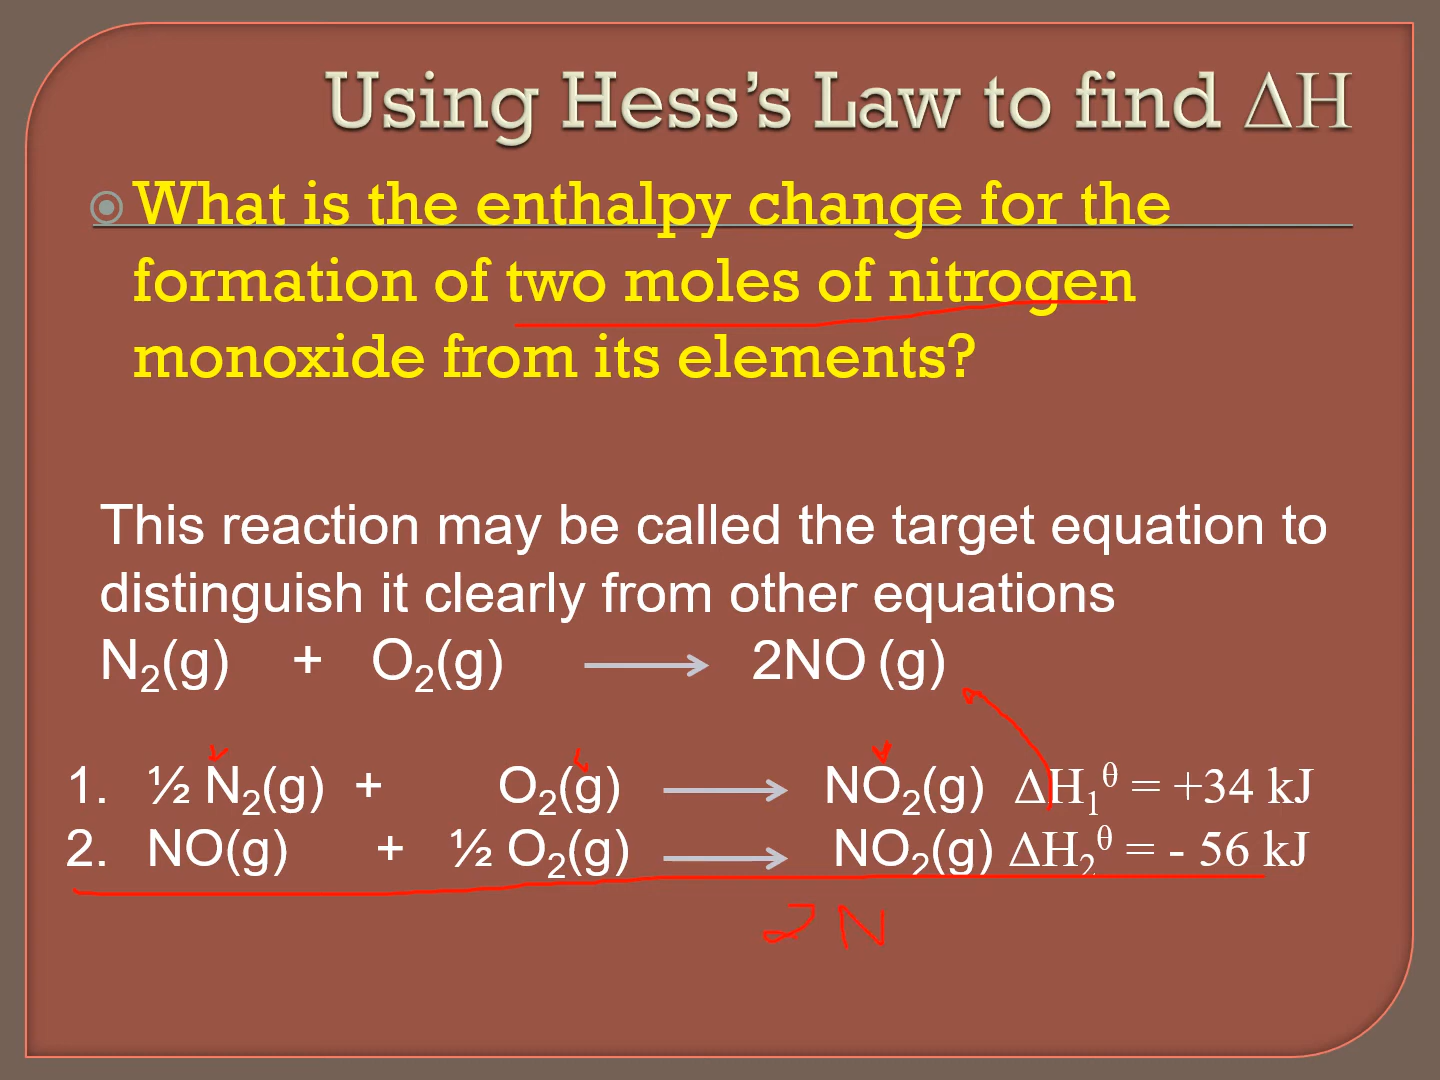 Using Hess’s Law to find ΔH
What is the enthalpy change for the
formation of two moles of nitrogen
monoxide from its elements?
This reaction may be called the target equation to
distinguish it clearly from other equations
N₂(g) + O₂(g) ⟶ 2NO (g)
1. ½ N₂(g) + O₂(g) ⟶ NO₂(g) ΔH₁θ = +34 kJ
2. NO(g) + ½ O₂(g) ⟶ NO₂(g) ΔH₂θ = - 56 kJ
2 N